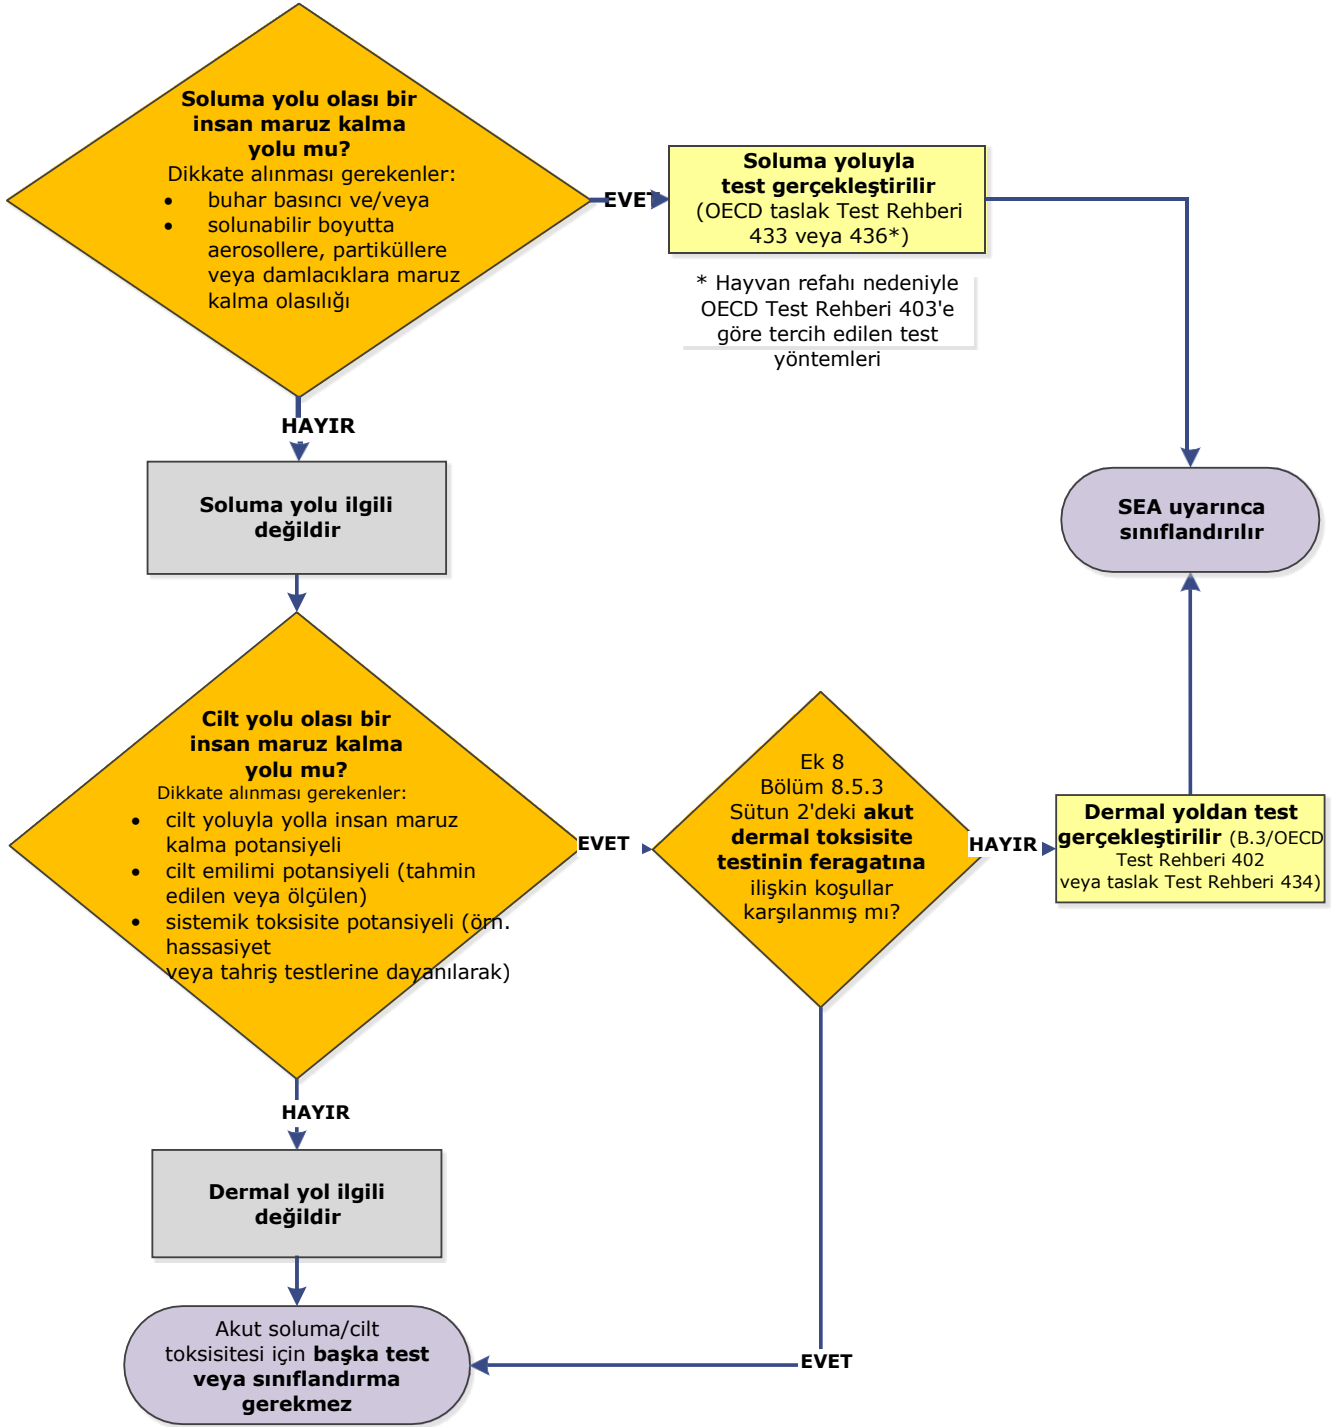 Soluma yolu olası bir
insan maruz kalma
yolu mu?
Dikkate alınması gerekenler:
• buhar basıncı ve/veya
• solunabilir boyutta
aerosollere, partiküllere
veya damlacıklara maruz
kalma olasılığı
EVET
Soluma yoluyla
test gerçekleştirilir
(OECD taslak Test Rehberi
433 veya 436*)
* Hayvan refahı nedeniyle
OECD Test Rehberi 403'e
göre tercih edilen test
yöntemleri
HAYIR
Soluma yolu ilgili
değildir
SEA uyarınca
sınıflandırılır
Cilt yolu olası bir
insan maruz kalma
yolu mu?
Dikkate alınması gerekenler:
• cilt yoluyla yolla insan maruz
kalma potansiyeli
• cilt emilimi potansiyeli (tahmin
edilen veya ölçülen)
• sistemik toksisite potansiyeli (örn.
hassasiyet
veya tahriş testlerine dayanılarak)
EVET
Ek 8
Bölüm 8.5.3
Sütun 2'deki akut
dermal toksisite
testinin feragatına
ilişkin koşullar
karşılanmış mı?
HAYIR
Dermal yoldan test
gerçekleştirilir (B.3/OECD
Test Rehberi 402
veya taslak Test Rehberi 434)
HAYIR
Dermal yol ilgili
değildir
Akut soluma/cilt
toksisitesi için başka test
veya sınıflandırma
gerekmez
EVET